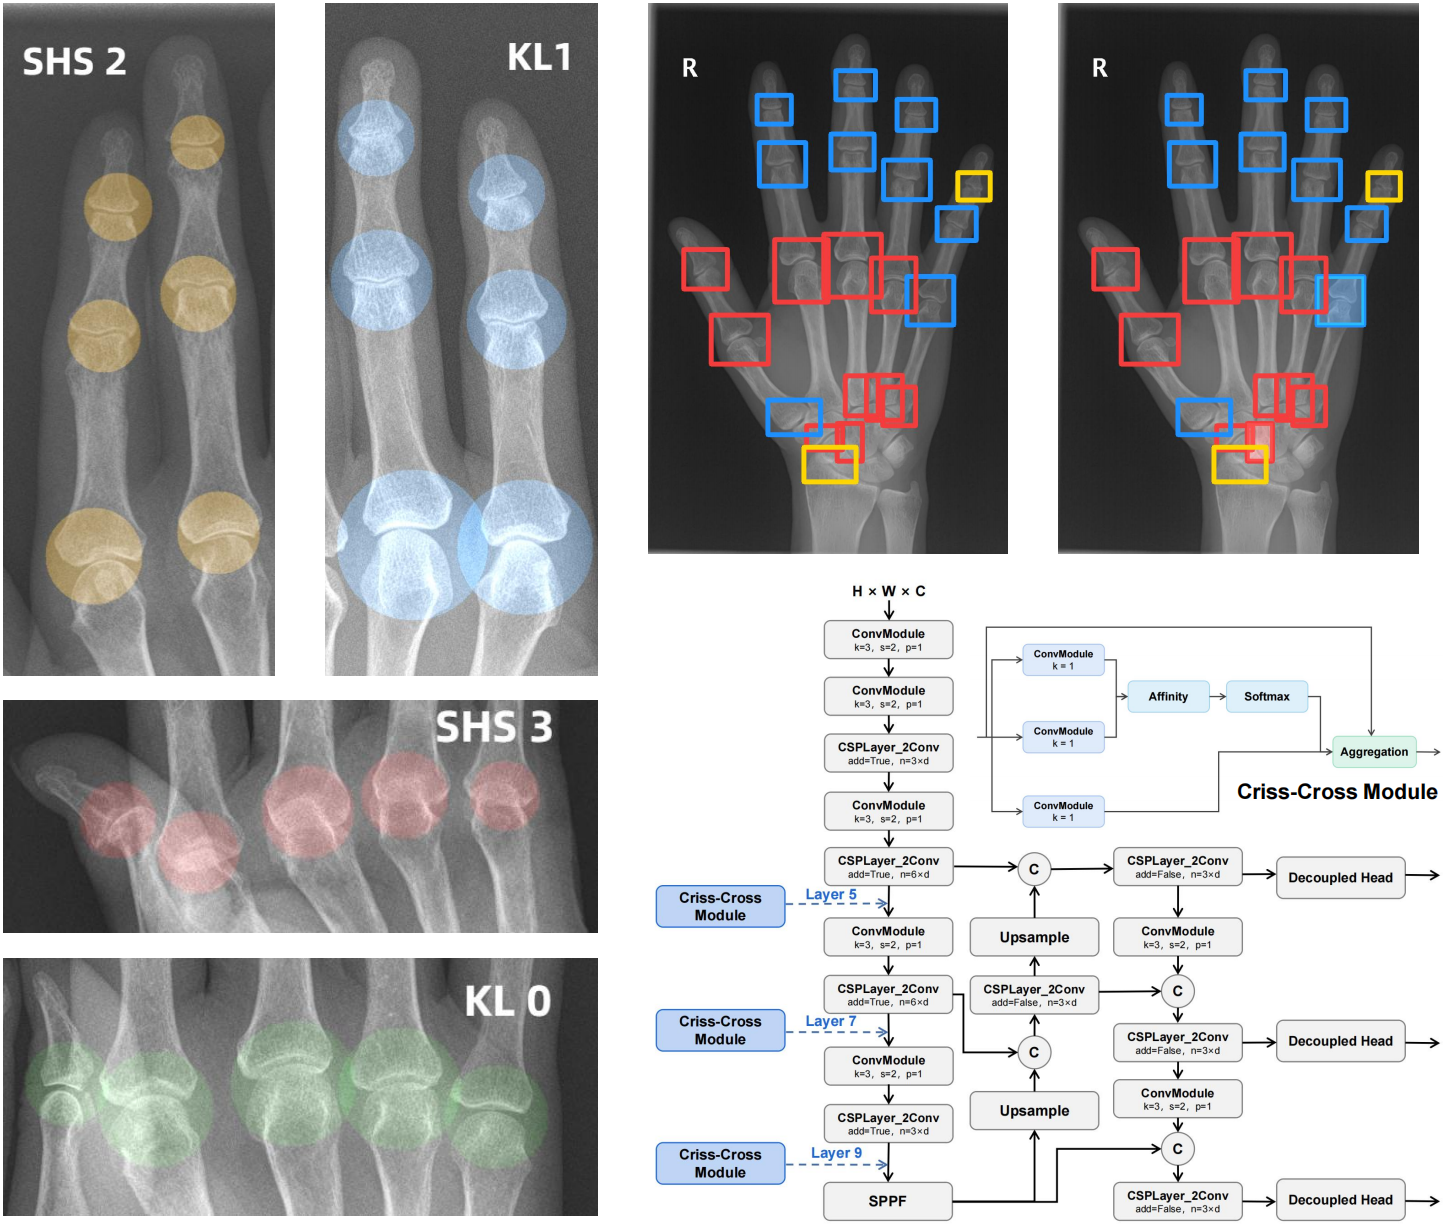 SHS 2
KL1
R
R
SHS 3
KL 0
H × W × C
ConvModule
k=3, s=2, p=1
ConvModule
k=3, s=2, p=1
CSPLayer_2Conv
add=True, n=3×d
ConvModule
k=3, s=2, p=1
CSPLayer_2Conv
add=True, n=6×d
Criss-Cross
Module
Layer 5
ConvModule
k=3, s=2, p=1
CSPLayer_2Conv
add=True, n=6×d
Criss-Cross
Module
Layer 7
ConvModule
k=3, s=2, p=1
CSPLayer_2Conv
add=True, n=3×d
Criss-Cross
Module
Layer 9
SPPF
C
Upsample
CSPLayer_2Conv
add=False, n=3×d
C
Upsample
CSPLayer_2Conv
add=False, n=3×d
Decoupled Head
ConvModule
k=3, s=2, p=1
C
CSPLayer_2Conv
add=False, n=3×d
Decoupled Head
ConvModule
k=3, s=2, p=1
C
CSPLayer_2Conv
add=False, n=3×d
Decoupled Head
ConvModule
k = 1
ConvModule
k = 1
ConvModule
k = 1
Affinity
Softmax
Aggregation
Criss-Cross Module